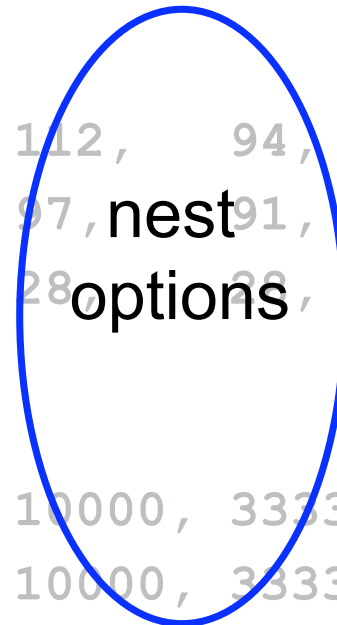 112, 94,
97, 91,
nest
28, 28,
options
10000, 3333
10000, 3333